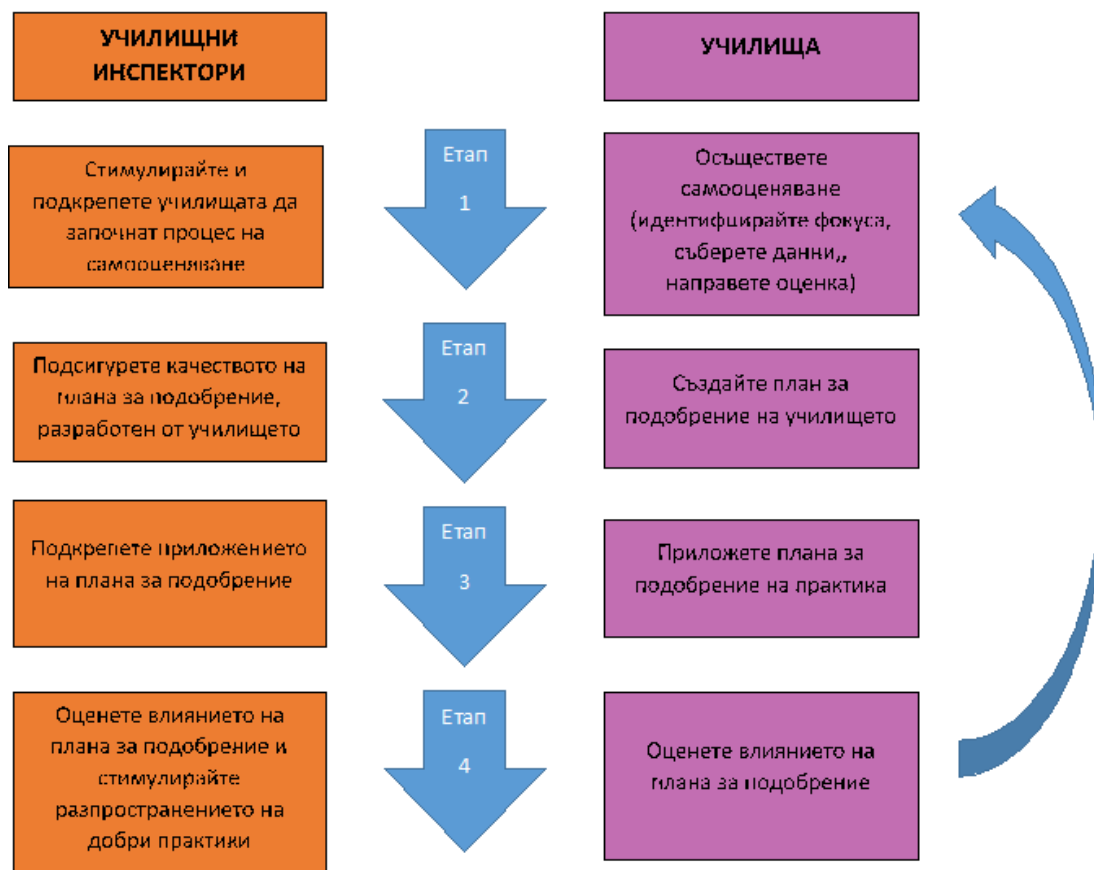 УЧИЛИЩНИ
ИНСПЕКТОРИ
УЧИЛИЩА
Стимулирайте и
подкрепете училищата да
започнат процес на
самооценяване
Етап
1
Осъществете
самооценяване
(идентифцирайте фокуса,
съберете данни,,
направете оценка)
Подсигурете качеството на
плана за подобрение,
разработен от училището
Етап
2
Създайте план за
подобрение на училището
Подкрепете приложението
на плана за подобрение
Етап
3
Приложете плана за
подобрение на практика
Оценете влиянието на
плана за подобрение и
стимулирайте
разпространението на
добри практики
Етап
4
Оценете влиянието на
плана за подобрение